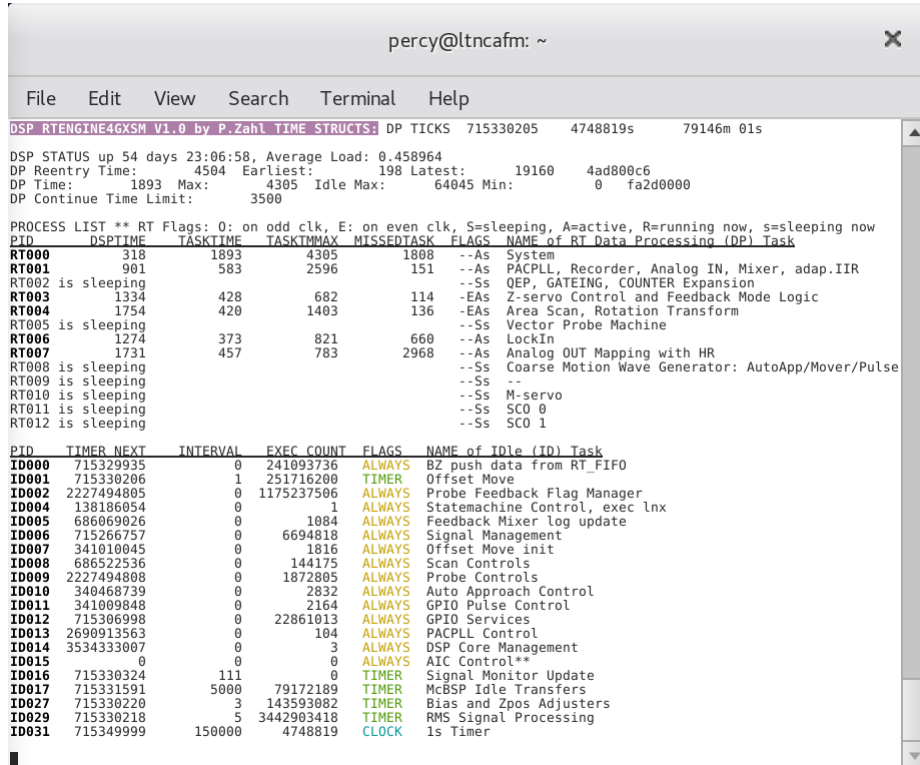 percy@ltncafm: ~
File Edit View Search Terminal Help
DSP RTENGINE4GXSM V1.0 by P.Zahl TIME STRUCTS: DP TICKS 715330205 4748819s 79146m 01s
DSP STATUS up 54 days 23:06:58, Average Load: 0.458964
DP Reentry Time: 4504 Earliest: 198 Latest: 19160 4ad800c6
DP Time: 1893 Max: 4305 Idle Max: 64045 Min: 0 fa2d0000
DP Continue Time Limit: 3500
PROCESS LIST ** RT Flags: O: on odd clk, E: on even clk, S=sleeping, A=active, R=running now, s=sleeping now
PID DSPTIME TASKTIME TASKTMMAX MISSEDTASK FLAGS NAME of RT Data Processing (DP) Task
RT000 318 1893 4305 1808 --As System
RT001 901 583 2596 151 --As PACPLL, Recorder, Analog IN, Mixer, adap.IIR
RT002 is sleeping --Ss QEP, GATEING, COUNTER Expansion
RT003 1334 428 682 114 -EAs Z-servo Control and Feedback Mode Logic
RT004 1754 420 1403 136 -EAs Area Scan, Rotation Transform
RT005 is sleeping --Ss Vector Probe Machine
RT006 1274 373 821 660 --As LockIn
RT007 1731 457 783 2968 --As Analog OUT Mapping with HR
RT008 is sleeping --Ss Coarse Motion Wave Generator: AutoApp/Mover/Pulse
RT009 is sleeping --Ss --
RT010 is sleeping --Ss M-servo
RT011 is sleeping --Ss SCO 0
RT012 is sleeping --Ss SCO 1
PID TIMER NEXT INTERVAL EXEC COUNT FLAGS NAME of IDle (ID) Task
ID000 715329935 0 241093736 ALWAYS BZ push data from RT_FIFO
ID001 715330206 1 251716200 TIMER Offset Move
ID002 2227494805 0 1175237506 ALWAYS Probe Feedback Flag Manager
ID004 138186054 0 1 ALWAYS Statemachine Control, exec lnx
ID005 686069026 0 1084 ALWAYS Feedback Mixer log update
ID006 715266757 0 6694818 ALWAYS Signal Management
ID007 341010045 0 1816 ALWAYS Offset Move init
ID008 686522536 0 144175 ALWAYS Scan Controls
ID009 2227494808 0 1872805 ALWAYS Probe Controls
ID010 340468739 0 2832 ALWAYS Auto Approach Control
ID011 341009848 0 2164 ALWAYS GPIO Pulse Control
ID012 715306998 0 22861013 ALWAYS GPIO Services
ID013 2690913563 0 104 ALWAYS PACPLL Control
ID014 3534333007 0 3 ALWAYS DSP Core Management
ID015 0 0 0 ALWAYS AIC Control**
ID016 715330324 111 0 TIMER Signal Monitor Update
ID017 715331591 5000 79172189 TIMER McBSP Idle Transfers
ID027 715330220 3 143593082 TIMER Bias and Zpos Adjusters
ID029 715330218 5 3442903418 TIMER RMS Signal Processing
ID031 715349999 150000 4748819 CLOCK 1s Timer